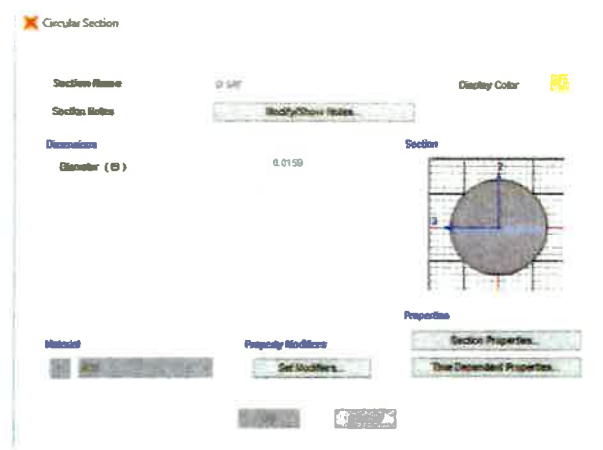 Circular Section
Section Name
Display Color
Section Notes
Modify/Show Notes...
Dimensions
Section
Diameter (t3)
0.0159
2
3
Properties
Material
Property Modifiers
Section Properties...
Set Modifiers...
Time Dependent Properties...